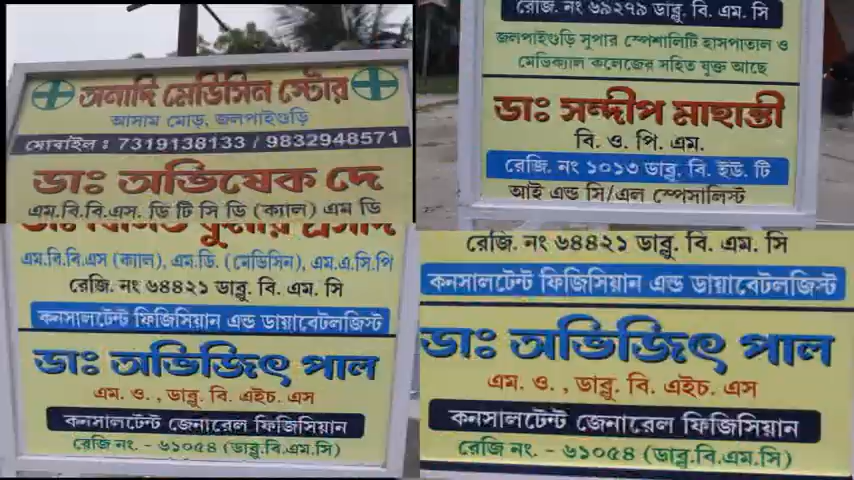 অনাদি মেডিসিন স্টোর
আসাম মোড়, জলপাইগুড়ি
মোবাইল : 7319138133 / 9832948571
ডাঃ অভিষেক দে
এম.বি.বি.এস. ডি টি সি ডি (ক্যাল) এম ডি
রেজি. নং ৬৯২৭৯ ডাব্লু. বি. এম. সি
জলপাইগুড়ি সুপার স্পেশালিটি হাসপাতাল ও
মেডিক্যাল কলেজের সহিত যুক্ত আছে
ডাঃ সন্দীপ মাহান্তী
বি. ও. পি. এম.
রেজি. নং ১০১৩ ডাব্লু. বি. ইউ. টি
আই এন্ড সি/এল স্পেসালিস্ট
ডাঃ কুমার প্রসাদ
এম.বি.বি.এস (ক্যাল), এম.ডি. (মেডিসিন), এম.এ.সি.পি
রেজি. নং ৬৪৪২১ ডাব্লু. বি. এম. সি
কনসালটেন্ট ফিজিসিয়ান এন্ড ডায়াবেটলজিস্ট
ডাঃ অভিজিৎ পাল
এম. ও. , ডাব্লু. বি. এইচ. এস
কনসালটেন্ট জেনারেল ফিজিসিয়ান
রেজি নং. - ৬১০৫৪ (ডাব্লু.বি.এম.সি)
রেজি. নং ৬৪৪২১ ডাব্লু. বি. এম. সি
কনসালটেন্ট ফিজিসিয়ান এন্ড ডায়াবেটলজিস্ট
ডাঃ অভিজিৎ পাল
এম. ও. , ডাব্লু. বি. এইচ. এস
কনসালটেন্ট জেনারেল ফিজিসিয়ান
রেজি নং. - ৬১০৫৪ (ডাব্লু.বি.এম.সি)